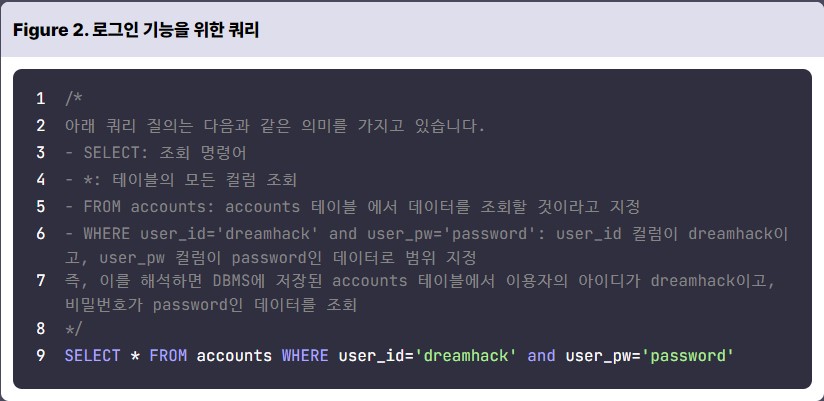 Figure 2. 로그인 기능을 위한 쿼리
1 /*
2 아래 쿼리 질의는 다음과 같은 의미를 가지고 있습니다.
3 - SELECT: 조회 명령어
4 - *: 테이블의 모든 컬럼 조회
5 - FROM accounts: accounts 테이블 에서 데이터를 조회할 것이라고 지정
6 - WHERE user_id='dreamhack' and user_pw='password': user_id 컬럼이 dreamhack이
고, user_pw 컬럼이 password인 데이터로 범위 지정
7 즉, 이를 해석하면 DBMS에 저장된 accounts 테이블에서 이용자의 아이디가 dreamhack이고,
비밀번호가 password인 데이터를 조회
8 */
9 SELECT * FROM accounts WHERE user_id='dreamhack' and user_pw='password'